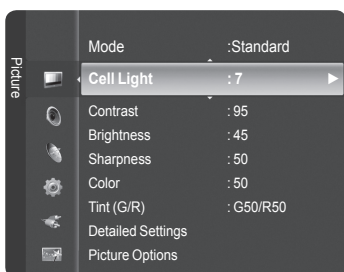 Picture
Mode :Standard
Cell Light : 7
Contrast : 95
Brightness : 45
Sharpness : 50
Color : 50
Tint (G/R) : G50/R50
Detailed Settings
Picture Options